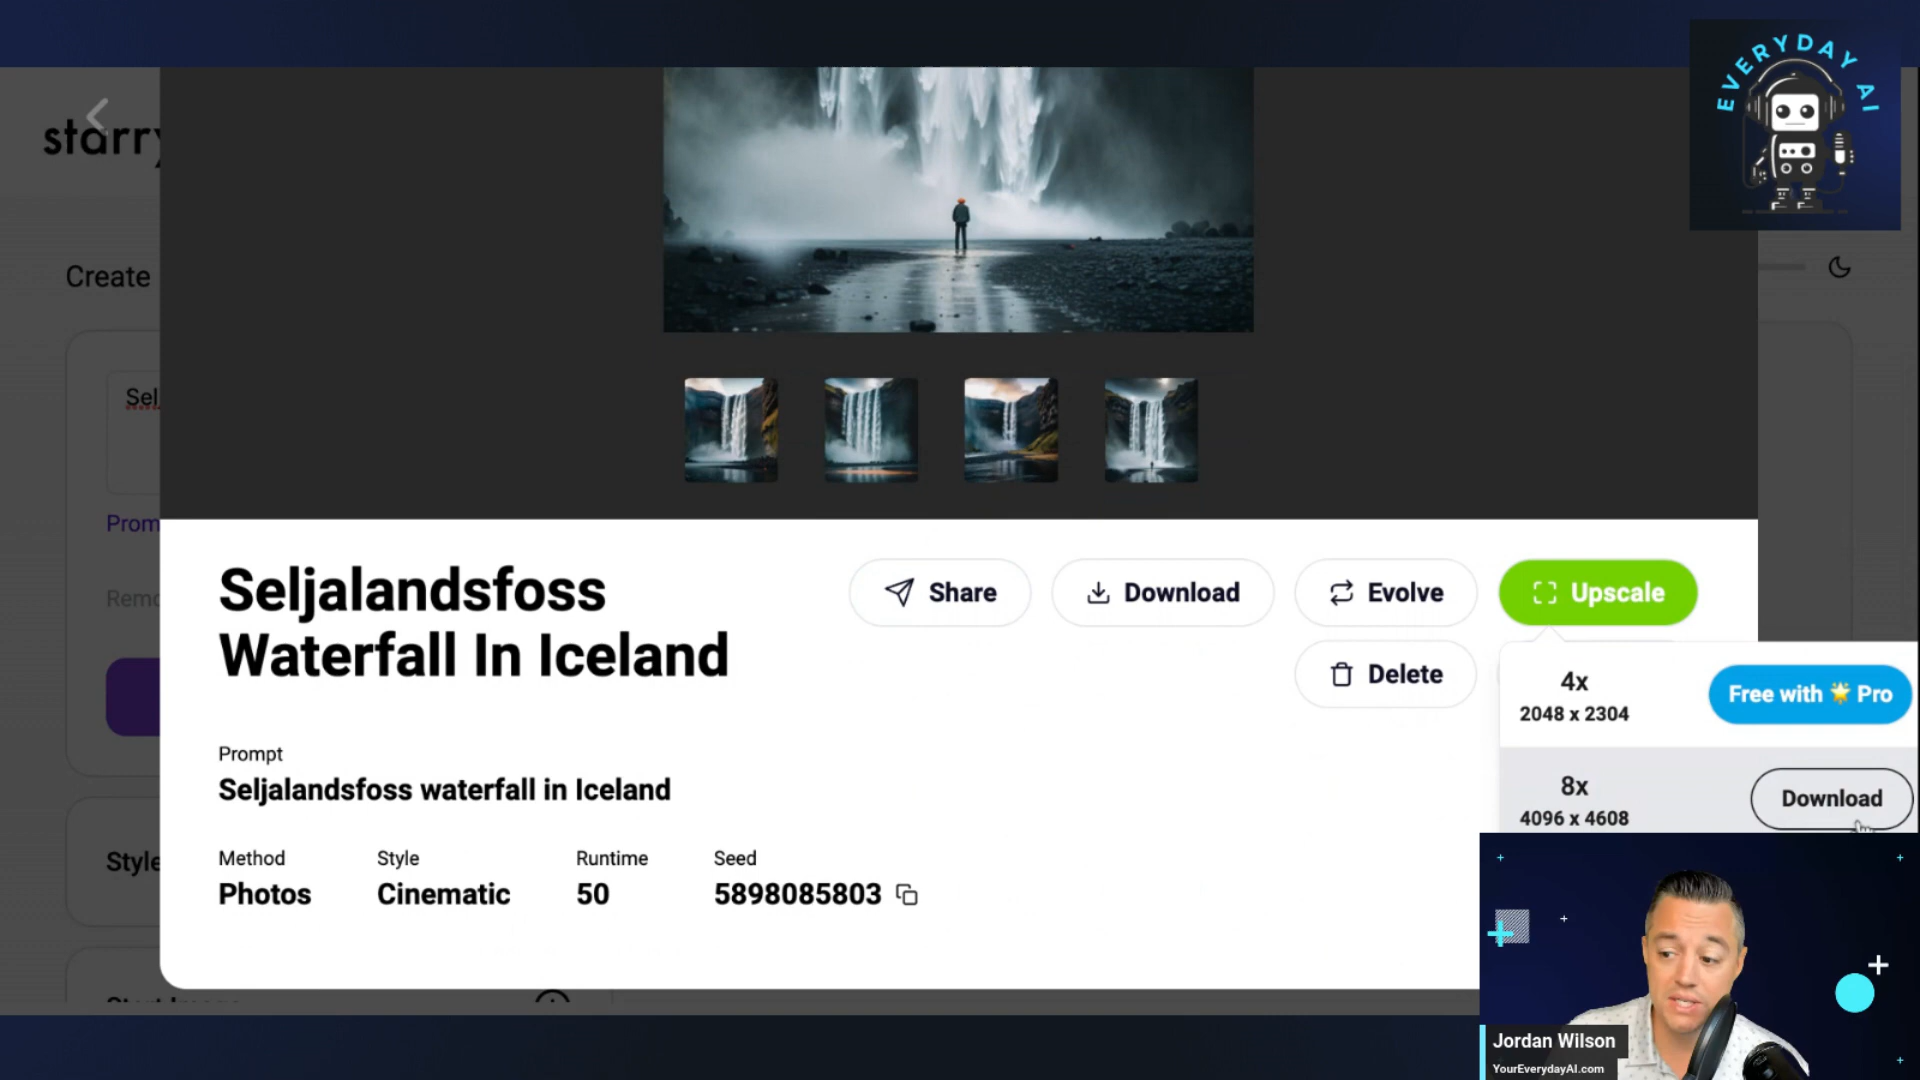 EVERYDAY AI
starry
Create
Sel
Prom
Remo
Style
Seljalandsfoss
Waterfall In Iceland
Share
Download
Evolve
Upscale
Delete
4x
2048 x 2304
Free with 🌟 Pro
8x
4096 x 4608
Download
Prompt
Seljalandsfoss waterfall in Iceland
Method
Style
Runtime
Seed
Photos
Cinematic
50
5898085803
Jordan Wilson
YourEverydayAI.com